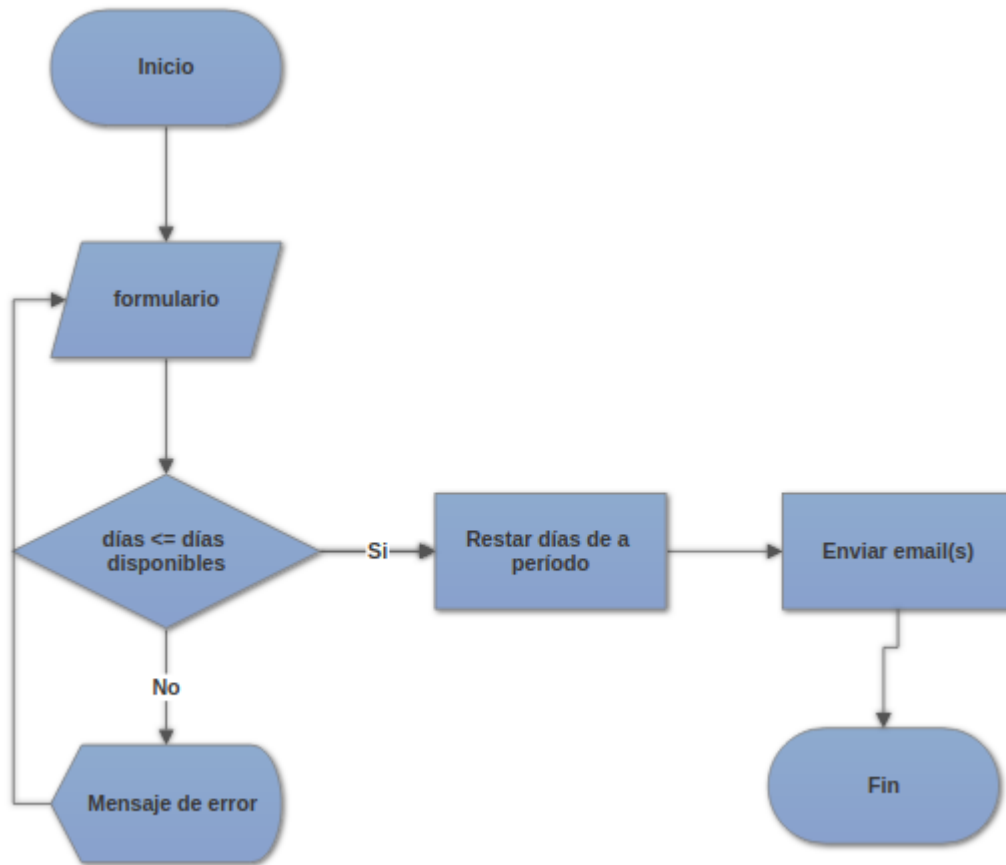 Inicio
formulario
días <= días
disponibles
Si
Restar días de a
período
Enviar email(s)
No
Mensaje de error
Fin